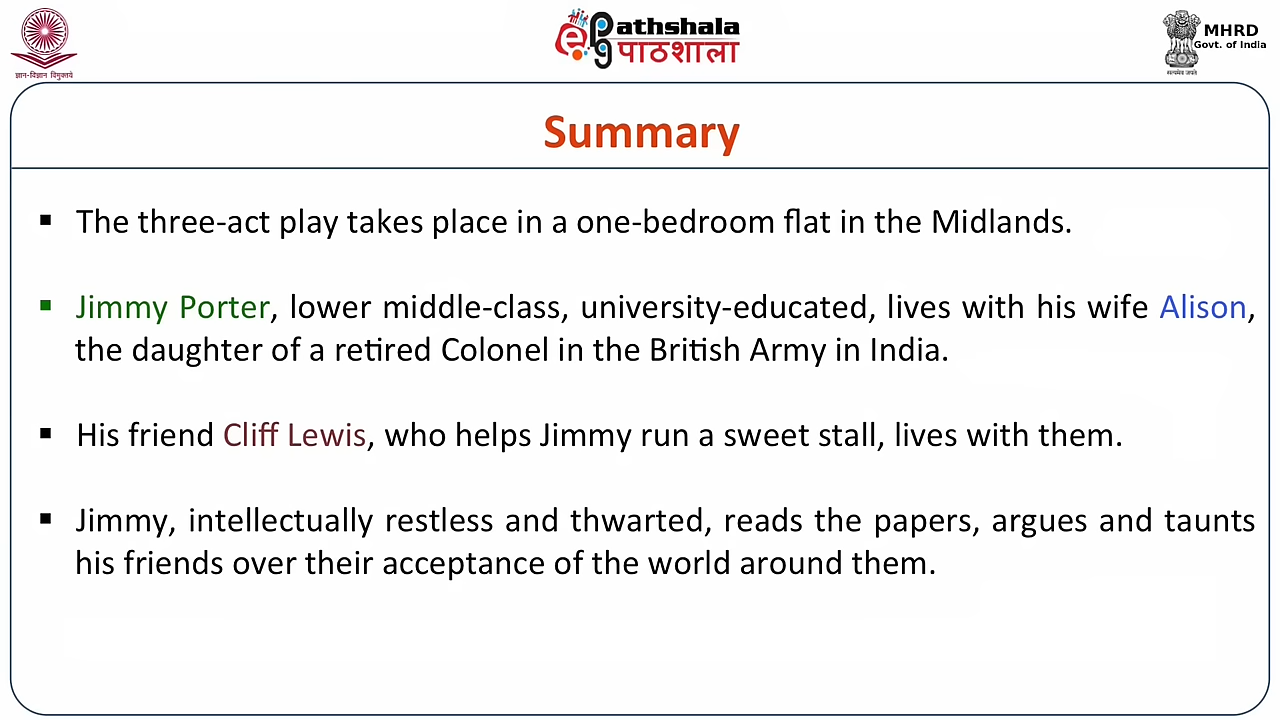 ज्ञान-विज्ञान विमुक्तये
ePathshala
पाठशाला
MHRD
Govt. of India
सत्यमेव जयते
Summary
▪ The three-act play takes place in a one-bedroom flat in the Midlands.
▪ Jimmy Porter, lower middle-class, university-educated, lives with his wife Alison,
the daughter of a retired Colonel in the British Army in India.
▪ His friend Cliff Lewis, who helps Jimmy run a sweet stall, lives with them.
▪ Jimmy, intellectually restless and thwarted, reads the papers, argues and taunts
his friends over their acceptance of the world around them.